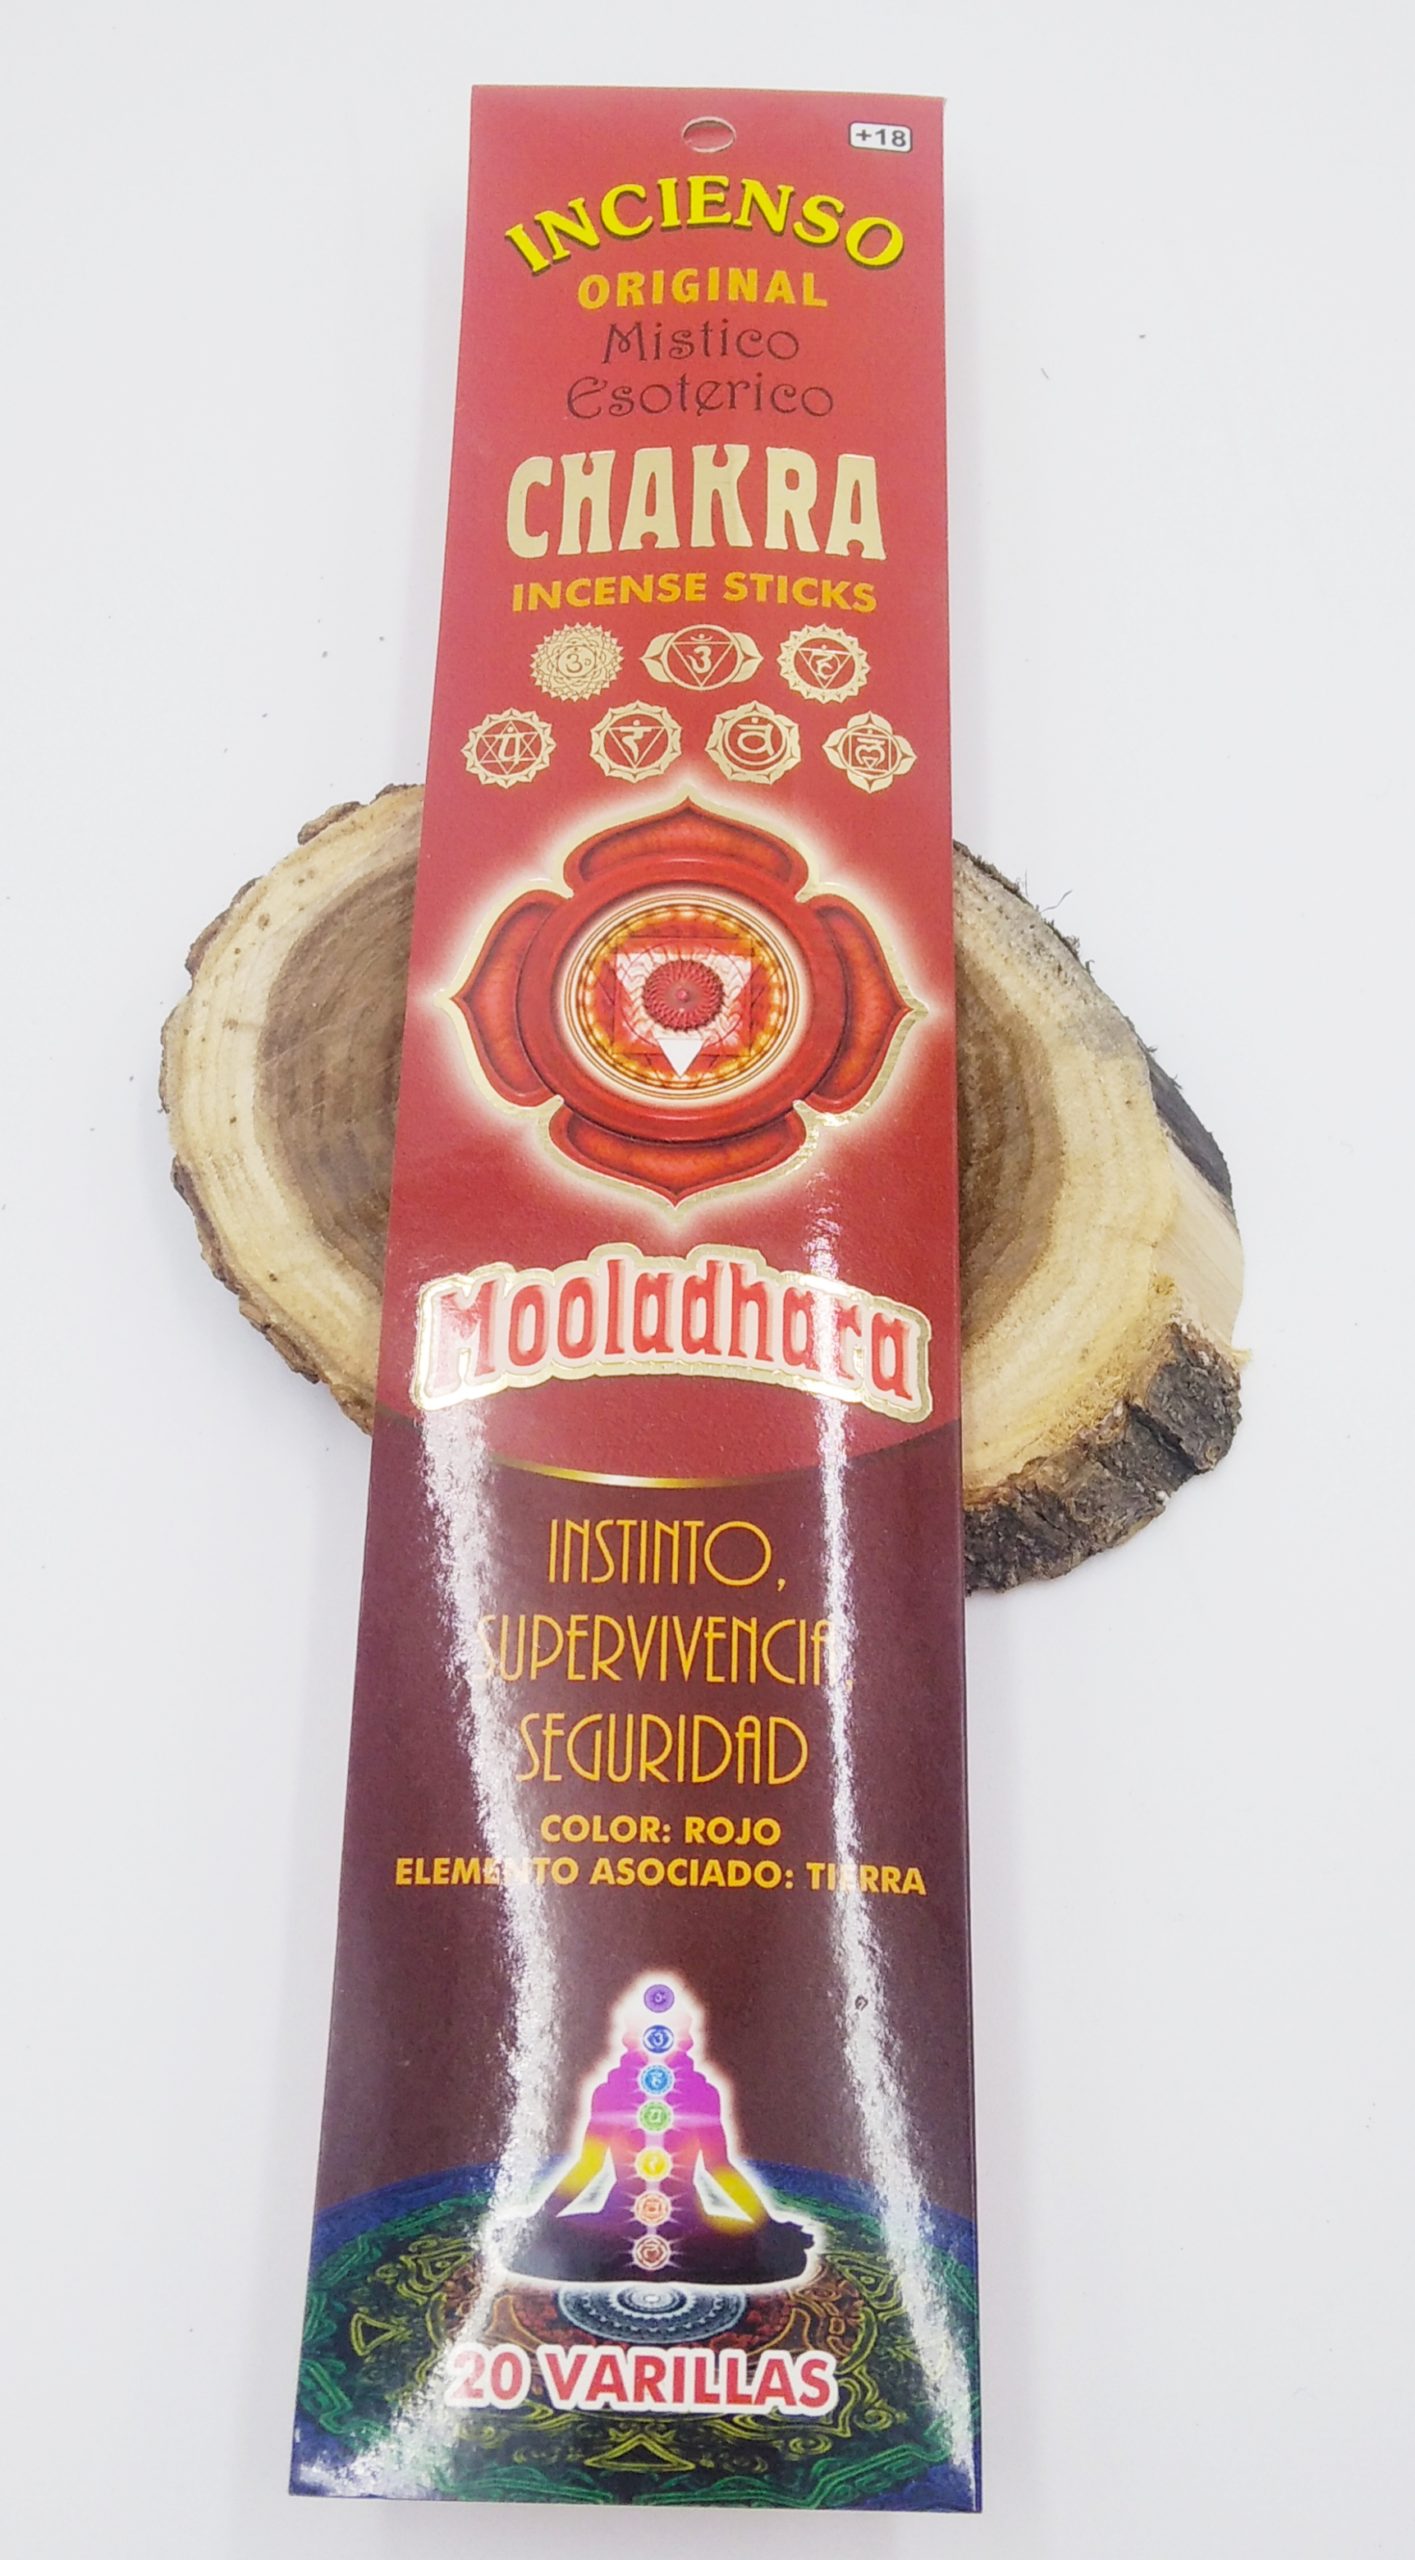 +18
INCIENSO
ORIGINAL
Mistico
Esoterico
CHAKRA
INCENSE STICKS
Mooladhara
INSTINTO,
SUPERVIVENCIA,
SEGURIDAD
COLOR: ROJO
ELEMENTO ASOCIADO: TIERRA
20 VARILLAS